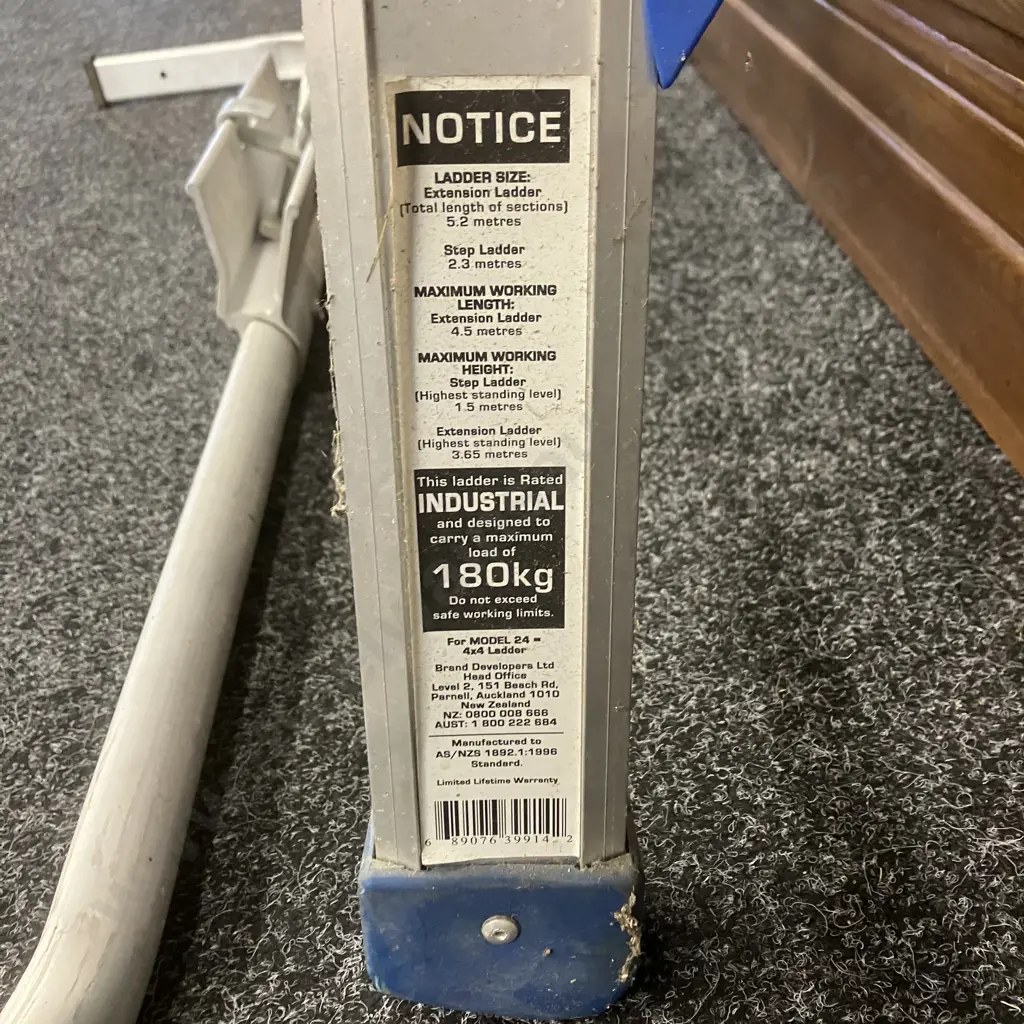 NOTICE
LADDER SIZE:
Extension Ladder
(Total length of sections)
5.2 metres
Step Ladder
2.3 metres
MAXIMUM WORKING
LENGTH:
Extension Ladder
4.5 metres
MAXIMUM WORKING
HEIGHT:
Step Ladder
(Highest standing level)
1.5 metres
Extension Ladder
(Highest standing level)
3.65 metres
This ladder is Rated
INDUSTRIAL
and designed to
carry a maximum
load of
180kg
Do not exceed
safe working limits.
For MODEL 24 =
4x4 Ladder
Brand Developers Ltd
Head Office
Level 2, 151 Beach Rd,
Parnell, Auckland 1010
New Zealand
NZ: 0800 008 666
AUST: 1 800 222 684
Manufactured to
AS/NZS 1892.1:1996
Standard.
Limited Lifetime Warranty
6 89076 39914 2